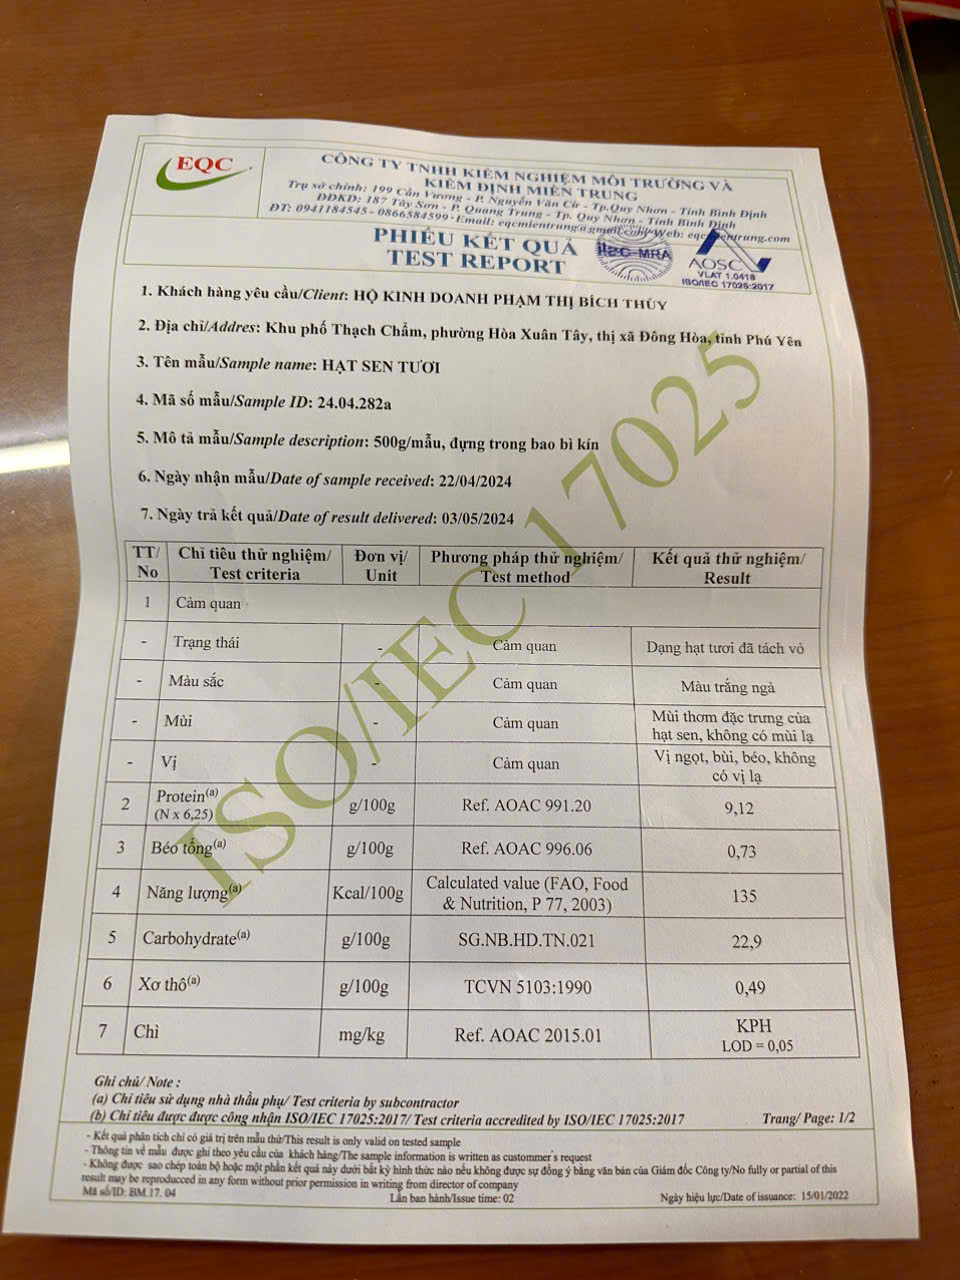 EQC
CÔNG TY TNHH KIỂM NGHIỆM MÔI TRƯỜNG VÀ
KIỂM ĐỊNH MIỀN TRUNG
Trụ sở chính: 199 Cần Vương - P. Nguyễn Văn Cừ - Tp.Quy Nhơn - Tỉnh Bình Định
ĐĐKD: 187 Tây Sơn - P. Quang Trung - Tp. Quy Nhơn - Tỉnh Bình Định
ĐT: 0941184545 - 0866584599 - Email: eqcmientrung@gmail.com - Web: eqcmientrung.com
PHIẾU KẾT QUẢ
TEST REPORT
ilac-MRA
AOSC
VLAT 1.0418
ISO/IEC 17025:2017
1. Khách hàng yêu cầu/Client: HỘ KINH DOANH PHẠM THỊ BÍCH THÙY
2. Địa chỉ/Addres: Khu phố Thạch Chẩm, phường Hòa Xuân Tây, thị xã Đông Hòa, tỉnh Phú Yên
3. Tên mẫu/Sample name: HẠT SEN TƯƠI
4. Mã số mẫu/Sample ID: 24.04.282a
5. Mô tả mẫu/Sample description: 500g/mẫu, đựng trong bao bì kín
6. Ngày nhận mẫu/Date of sample received: 22/04/2024
7. Ngày trả kết quả/Date of result delivered: 03/05/2024
ISO/IEC 17025
TT/ Chỉ tiêu thử nghiệm/ Đơn vị/ Phương pháp thử nghiệm/ Kết quả thử nghiệm/
No Test criteria Unit Test method Result
1 Cảm quan
- Trạng thái - Cảm quan Dạng hạt tươi đã tách vỏ
- Màu sắc - Cảm quan Màu trắng ngà
- Mùi - Cảm quan Mùi thơm đặc trưng của
hạt sen, không có mùi lạ
- Vị - Cảm quan Vị ngọt, bùi, béo, không
có vị lạ
2 Protein(a) g/100g Ref. AOAC 991.20 9,12
(N x 6,25)
3 Béo tổng(a) g/100g Ref. AOAC 996.06 0,73
4 Năng lượng(a) Kcal/100g Calculated value (FAO, Food 135
& Nutrition, P 77, 2003)
5 Carbohydrate(a) g/100g SG.NB.HD.TN.021 22,9
6 Xơ thô(a) g/100g TCVN 5103:1990 0,49
7 Chì mg/kg Ref. AOAC 2015.01 KPH
LOD = 0,05
Ghi chú/ Note :
(a) Chỉ tiêu sử dụng nhà thầu phụ/ Test criteria by subcontractor
(b) Chỉ tiêu được được công nhận ISO/IEC 17025:2017/ Test criteria accredited by ISO/IEC 17025:2017
Trang/ Page: 1/2
- Kết quả phân tích chỉ có giá trị trên mẫu thử/This result is only valid on tested sample
- Thông tin về mẫu được ghi theo yêu cầu của khách hàng/The sample information is written as custommer's request
- Không được sao chép toàn bộ hoặc một phần kết quả này dưới bất kỳ hình thức nào nếu không được sự đồng ý bằng văn bản của Giám đốc Công ty/No fully or partial of this
result may be reproducced in any form without prior permission in writing from director of company
Mã số/ID: BM.17. 04 Lần ban hành/Issue time: 02 Ngày hiệu lực/Date of issuance: 15/01/2022